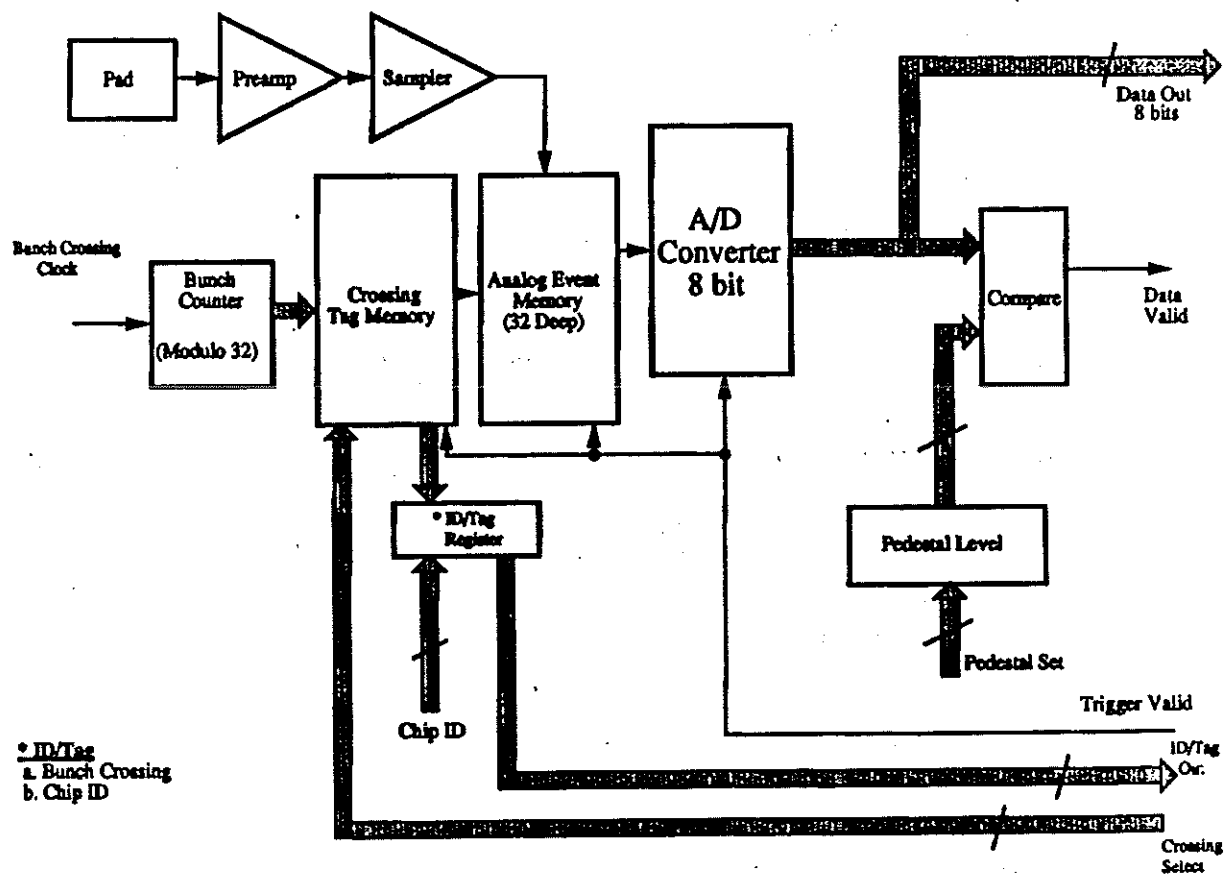 Pad
Preamp
Sampler
Data Out
8 bits
Bunch Crossing
Clock
Bunch
Counter
(Modulo 32)
Crossing
Tag Memory
Analog Event
Memory
(32 Deep)
A/D
Converter
8 bit
Compare
Data
Valid
* ID/Tag
Register
Pedestal Level
Pedestal Set
Chip ID
Trigger Valid
ID/Tag
Crossing
Select
* ID/Tag
a. Bunch Crossing
b. Chip ID